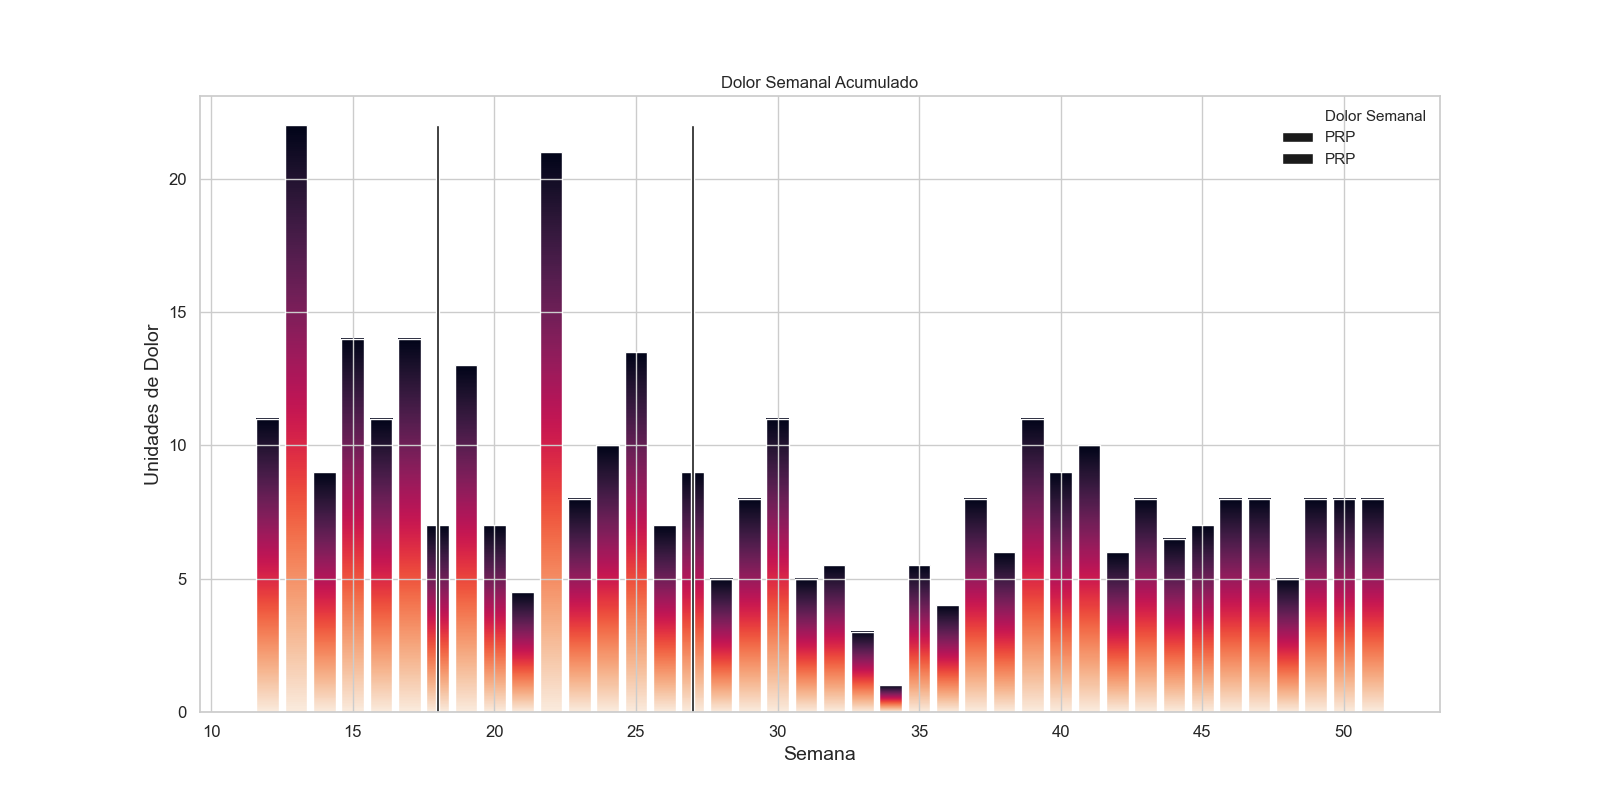 Dolor Semanal Acumulado
Dolor Semanal
PRP
PRP
Unidades de Dolor
20
15
10
5
0
10 15 20 25 30 35 40 45 50
Semana